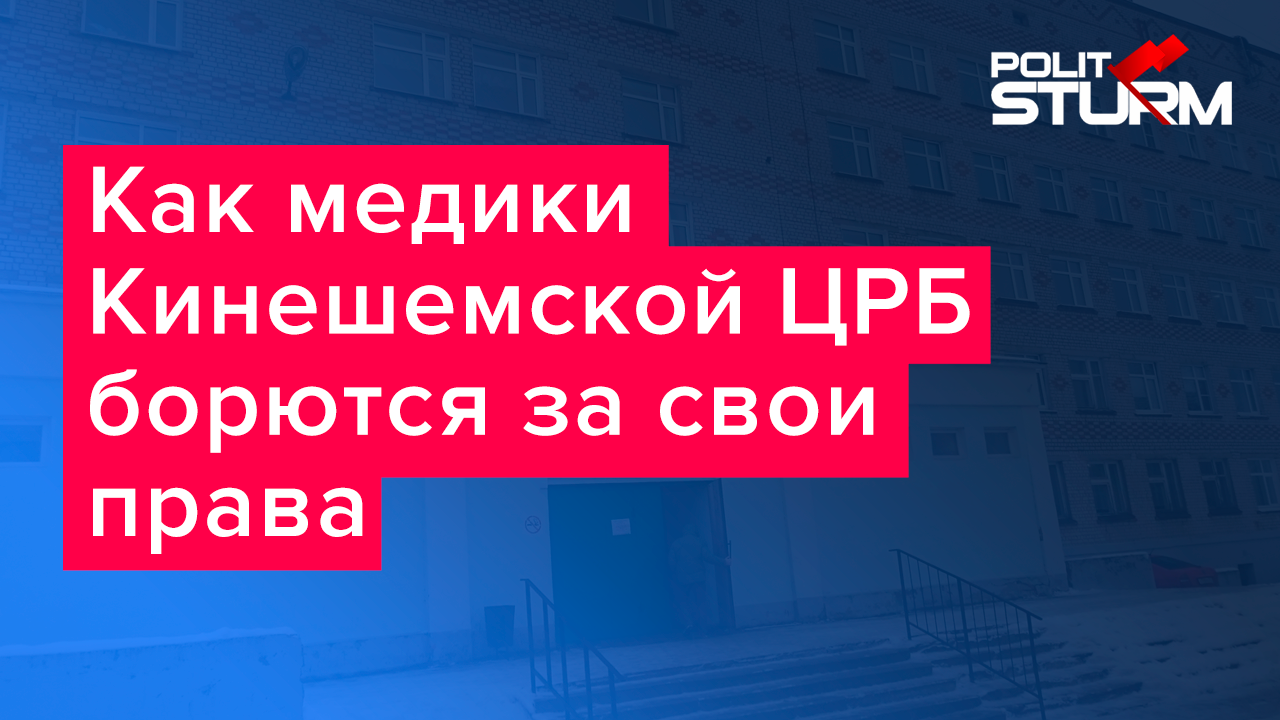 POLIT
STURM
Как медики
Кинешемской ЦРБ
борются за свои
права